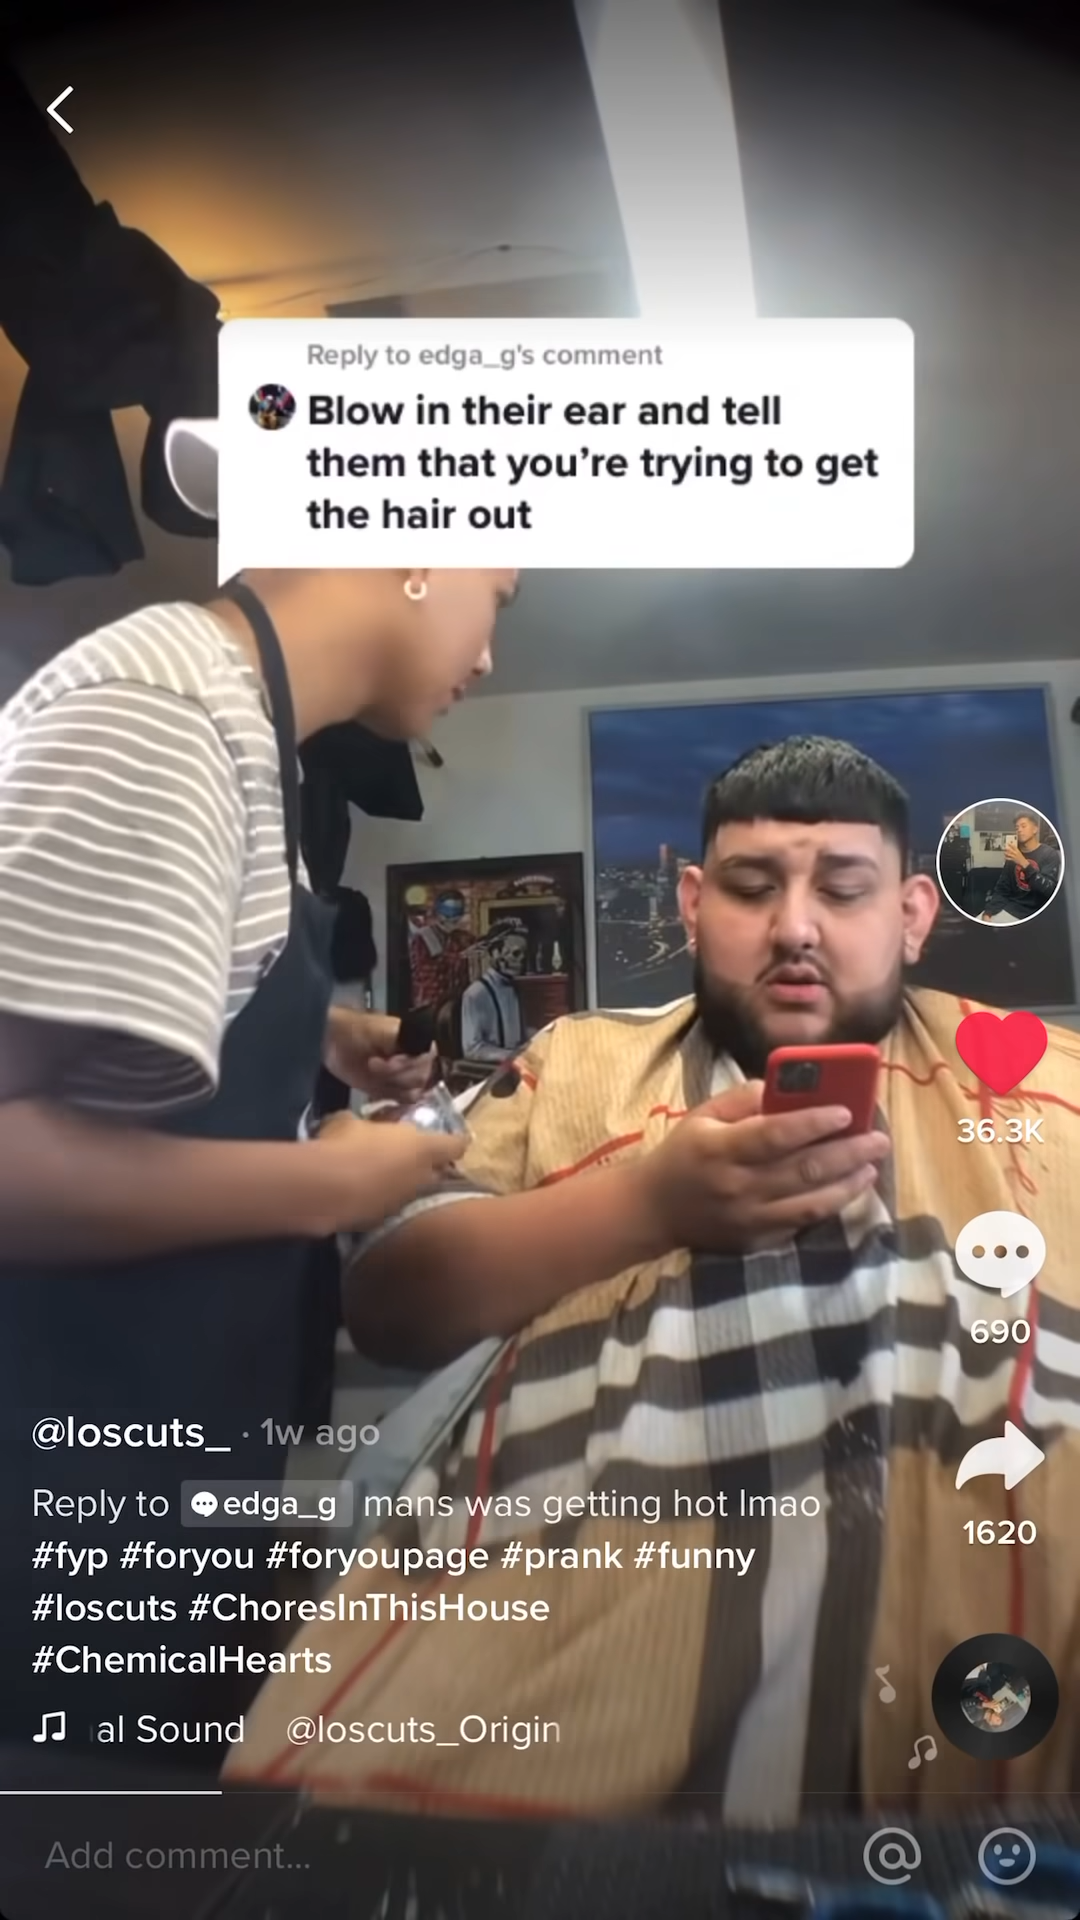 Reply to edga_g's comment
Blow in their ear and tell
them that you're trying to get
the hair out
36.3K
690
1620
@loscuts_ · 1w ago
Reply to edga_g mans was getting hot lmao
#fyp #foryou #foryoupage #prank #funny
#loscuts #ChoresInThisHouse
#ChemicalHearts
al Sound @loscuts_Origin
Add comment...